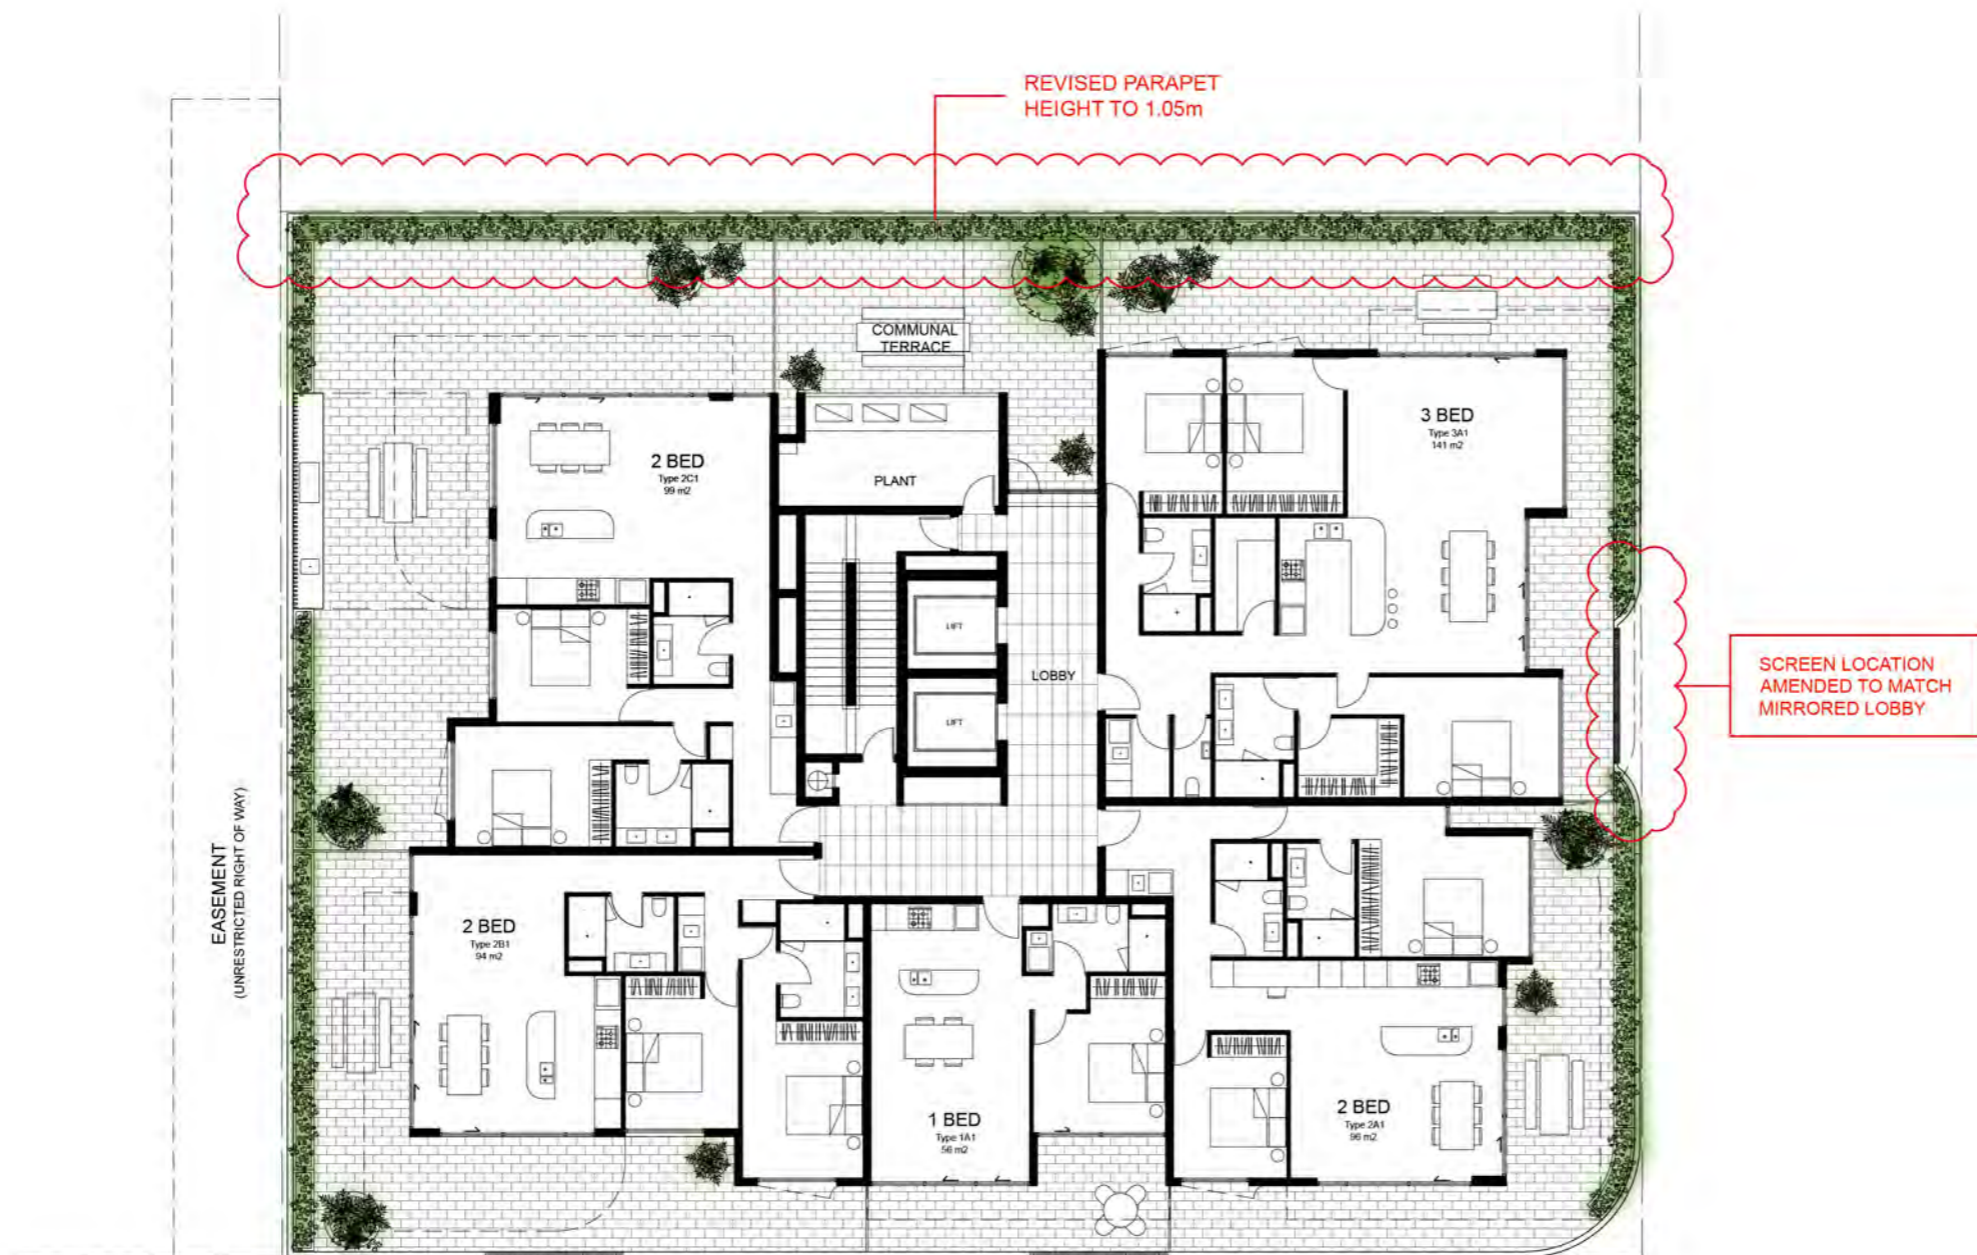 REVISED PARAPET
HEIGHT TO 1.05m
COMMUNAL
TERRACE
3 BED
Type 3A1
141 m2
2 BED
Type 2C1
99 m2
PLANT
LIFT
LOBBY
LIFT
SCREEN LOCATION
AMENDED TO MATCH
MIRRORED LOBBY
EASEMENT
(UNRESTRICTED RIGHT OF WAY)
2 BED
Type 2B1
94 m2
1 BED
Type 1A1
56 m2
2 BED
Type 2A1
96 m2